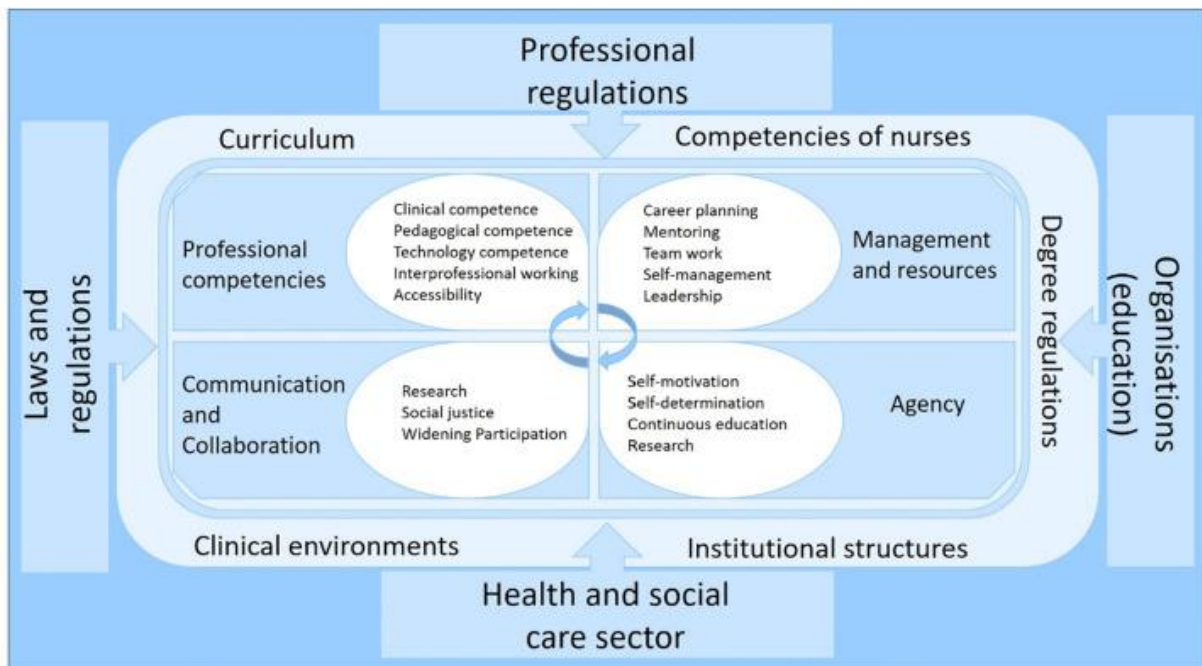 Professional
regulations
Curriculum
Competencies of nurses
Laws and
regulations
Professional
competencies
Clinical competence
Pedagogical competence
Technology competence
Interprofessional working
Accessibility
Career planning
Mentoring
Team work
Self-management
Leadership
Management
and resources
Degree regulations
Organisations
(education)
Communication
and
Collaboration
Research
Social justice
Widening Participation
Self-motivation
Self-determination
Continuous education
Research
Agency
Clinical environments
Institutional structures
Health and social
care sector